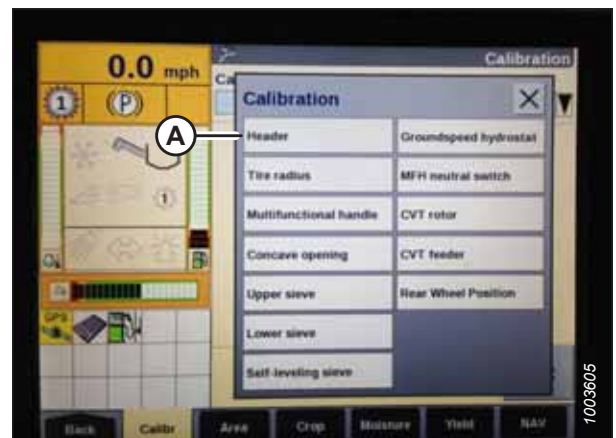 0.0 mph
Calibration
Ca
1
(P)
Calibration
X
A
Header
Groundspeed hydrostat
Tire radius
MFH neutral switch
Multifunctional handle
CVT rotor
1
Concave opening
CVT feeder
Upper sieve
Rear Wheel Position
Lower sieve
Self-leveling sieve
GPS
Back
Calibr
Area
Crop
Moisture
Yield
NAV
1003605